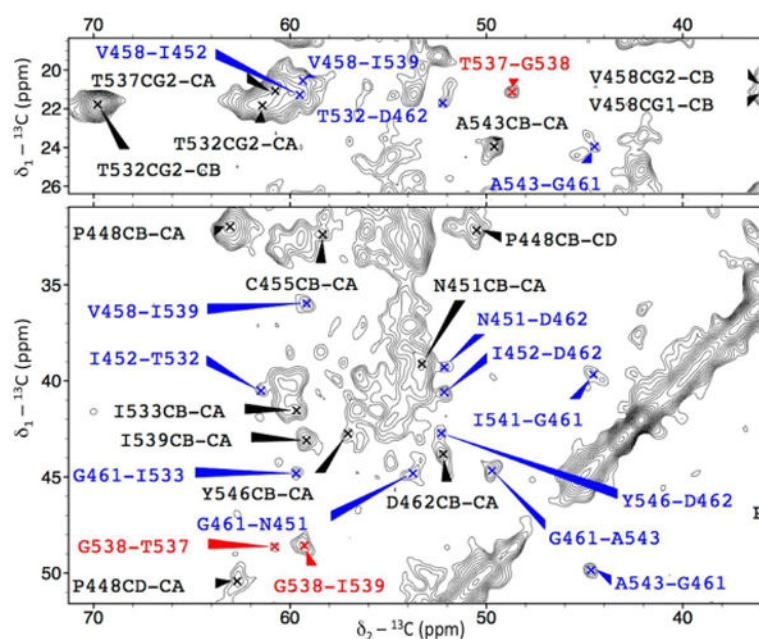 70 60 50 40
V458-I452
V458-I539
T537-G538
T537CG2-CA
V458CG2-CB
T532-D462
V458CG1-CB
A543CB-CA
T532CG2-CA
T532CG2-CB
A543-G461
20
22
24
26
δ1 – 13C (ppm)
P448CB-CA
P448CB-CD
C455CB-CA
N451CB-CA
V458-I539
N451-D462
I452-D462
I452-T532
I533CB-CA
I541-G461
I539CB-CA
G461-I533
Y546CB-CA
D462CB-CA
Y546-D462
G461-N451
G461-A543
G538-T537
P448CD-CA
G538-I539
A543-G461
35
40
45
50
δ1 – 13C (ppm)
70 60 50 40
δ2 – 13C (ppm)